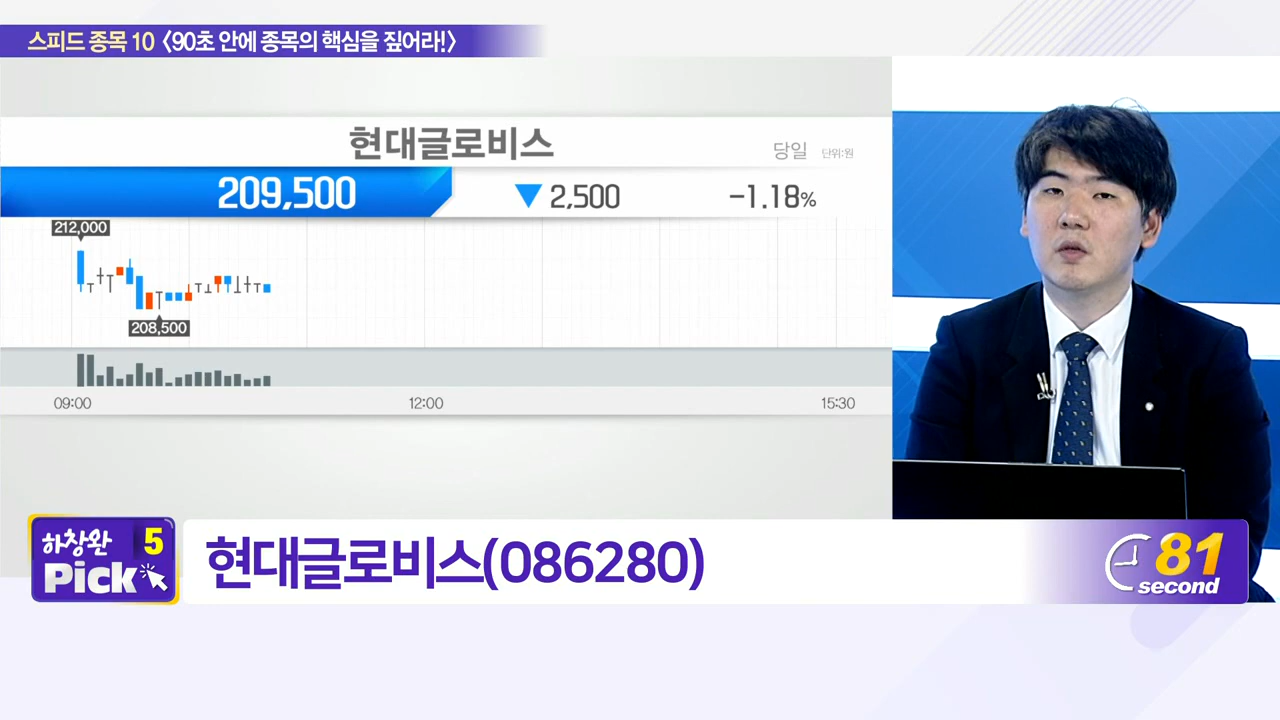 스피드 종목 10 〈90초 안에 종목의 핵심을 짚어라!〉
현대글로비스
당일 단위:원
209,500 ▼ 2,500 -1.18%
212,000
208,500
09:00 12:00 15:30
하창완 5
Pick
현대글로비스(086280)
81
second